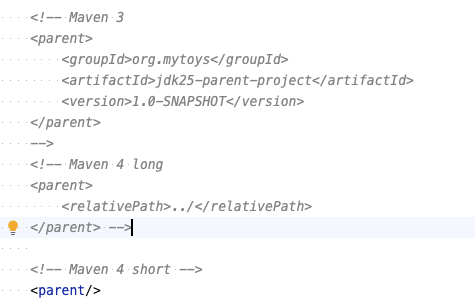 <!-- Maven 3
<parent>
<groupId>org.mytoys</groupId>
<artifactId>jdk25-parent-project</artifactId>
<version>1.0-SNAPSHOT</version>
</parent>
-->
<!-- Maven 4 long
<parent>
<relativePath>../</relativePath>
</parent> -->
<!-- Maven 4 short -->
<parent/>